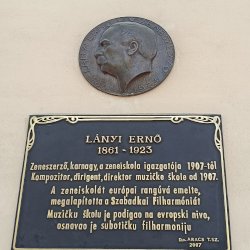 LÁNYI ERNŐ
1861 - 1923
Zeneszerző, karnagy, a zeneiskola igazgatója 1907-től
Kompozitor, dirigent, direktor muzičke škole od 1907.
A zeneiskolát európai rangúvá emelte,
megalapította a Szabadkai Filharmóniát
Muzičku školu je podigao na evropski nivo,
osnovao je subotičku filharmoniju
2007